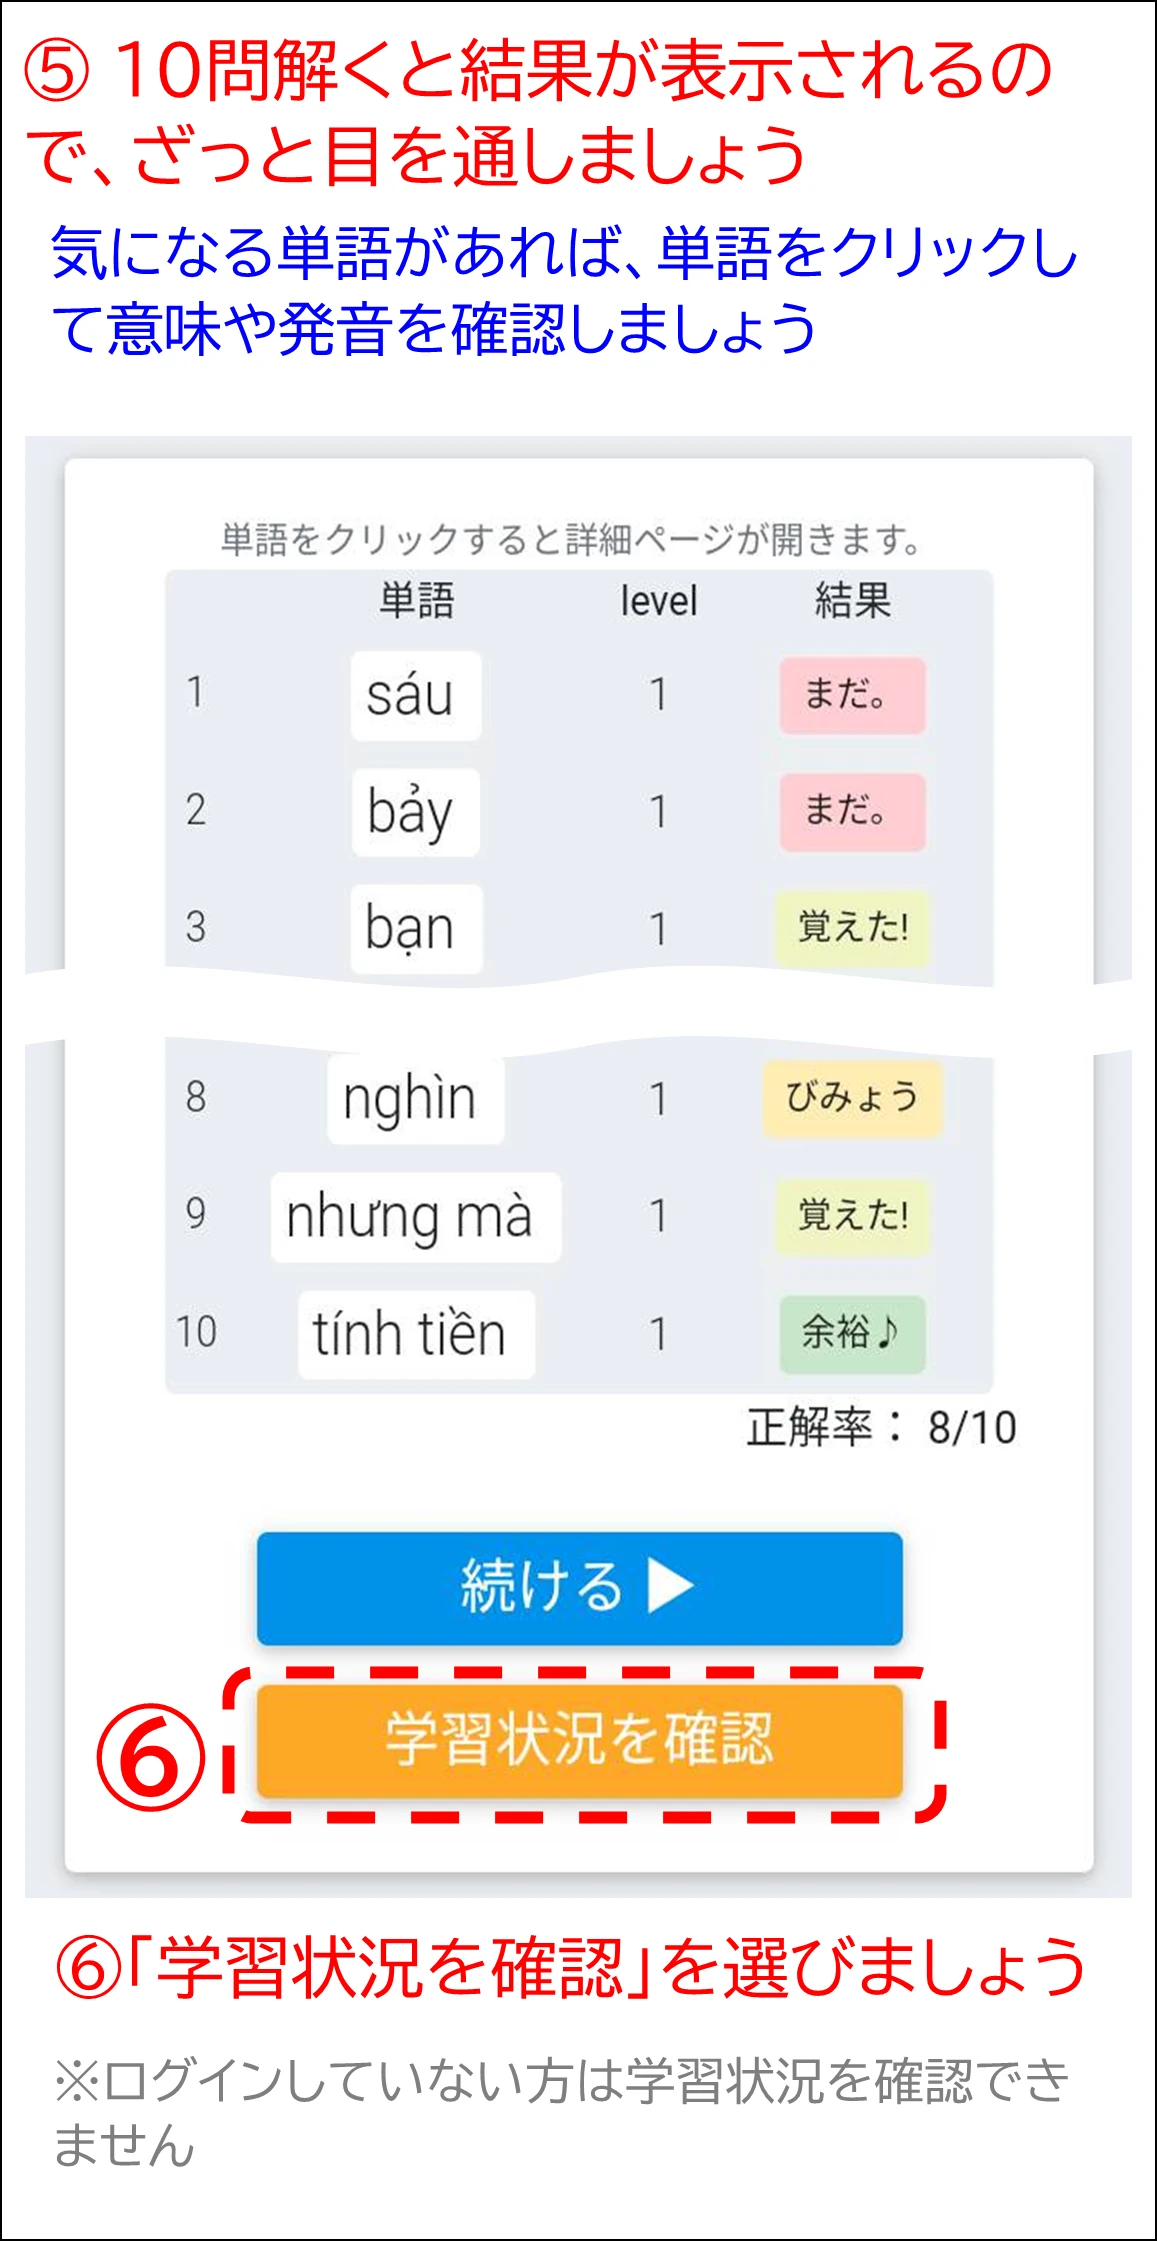 ⑤ 10問解くと結果が表示されるの
で、ざっと目を通しましょう
気になる単語があれば、単語をクリックし
て意味や発音を確認しましょう
単語をクリックすると詳細ページが開きます。
単語 level 結果
1 sáu 1 まだ。
2 bảy 1 まだ。
3 bạn 1 覚えた!
8 nghìn 1 びみょう
9 nhưng mà 1 覚えた!
10 tính tiền 1 余裕♪
正解率： 8/10
続ける ▶
⑥ 学習状況を確認
⑥「学習状況を確認」を選びましょう
※ログインしていない方は学習状況を確認でき
ません